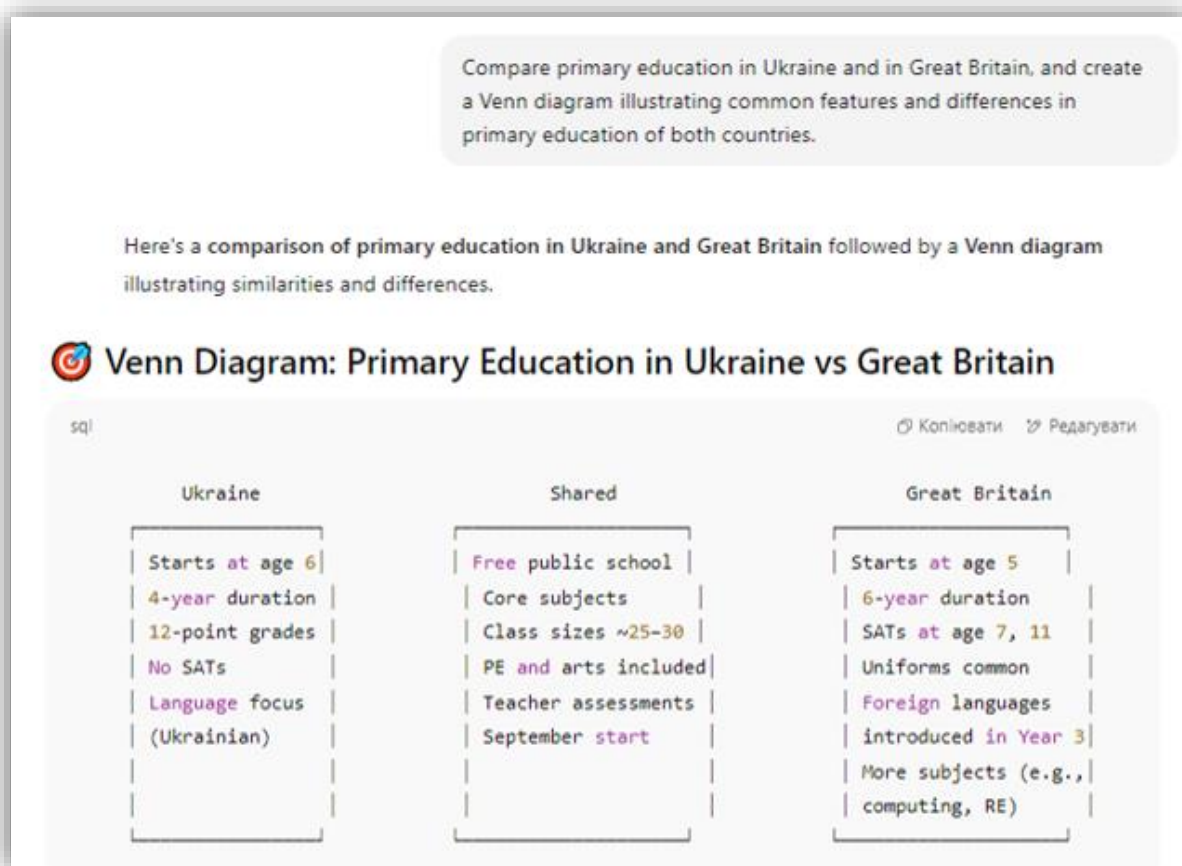 Compare primary education in Ukraine and in Great Britain, and create
a Venn diagram illustrating common features and differences in
primary education of both countries.
Here's a comparison of primary education in Ukraine and Great Britain followed by a Venn diagram
illustrating similarities and differences.
Venn Diagram: Primary Education in Ukraine vs Great Britain
sql
Копіювати
Редагувати
Ukraine
Starts at age 6
4-year duration
12-point grades
No SATs
Language focus
(Ukrainian)
Shared
Free public school
Core subjects
Class sizes ~25–30
PE and arts included
Teacher assessments
September start
Great Britain
Starts at age 5
6-year duration
SATs at age 7, 11
Uniforms common
Foreign languages
introduced in Year 3
More subjects (e.g.,
computing, RE)